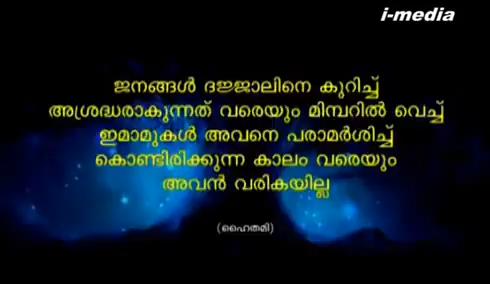 i-media
ജനങ്ങൾ ദജ്ജാലിനെ കുറിച്ച്
അശ്രദ്ധരാകുന്നത് വരെയും മിമ്പറിൽ വെച്ച്
ഇമാമുകൾ അവനെ പരാമർശിച്ച്
കൊണ്ടിരിക്കുന്ന കാലം വരെയും
അവൻ വരികയില്ല
(ഹൈതമി)